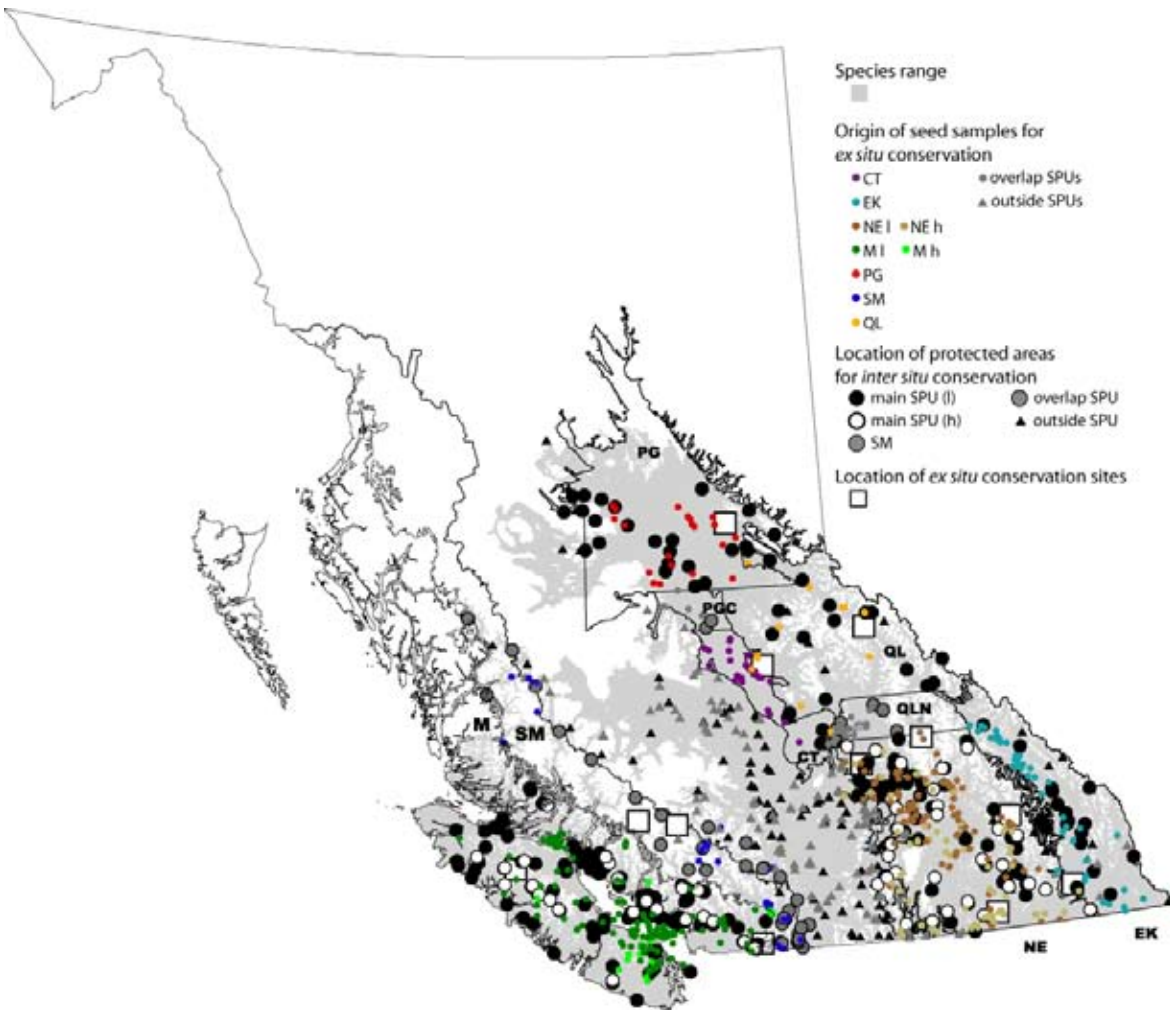 Species range
Origin of seed samples for
ex situ conservation
CT overlap SPUs
EK outside SPUs
NE l NE h
M l M h
PG
SM
QL
Location of protected areas
for inter situ conservation
main SPU (l) overlap SPU
main SPU (h) outside SPU
SM
Location of ex situ conservation sites
PG
PGC
QL
QLN
M
SM
CT
NE
EK